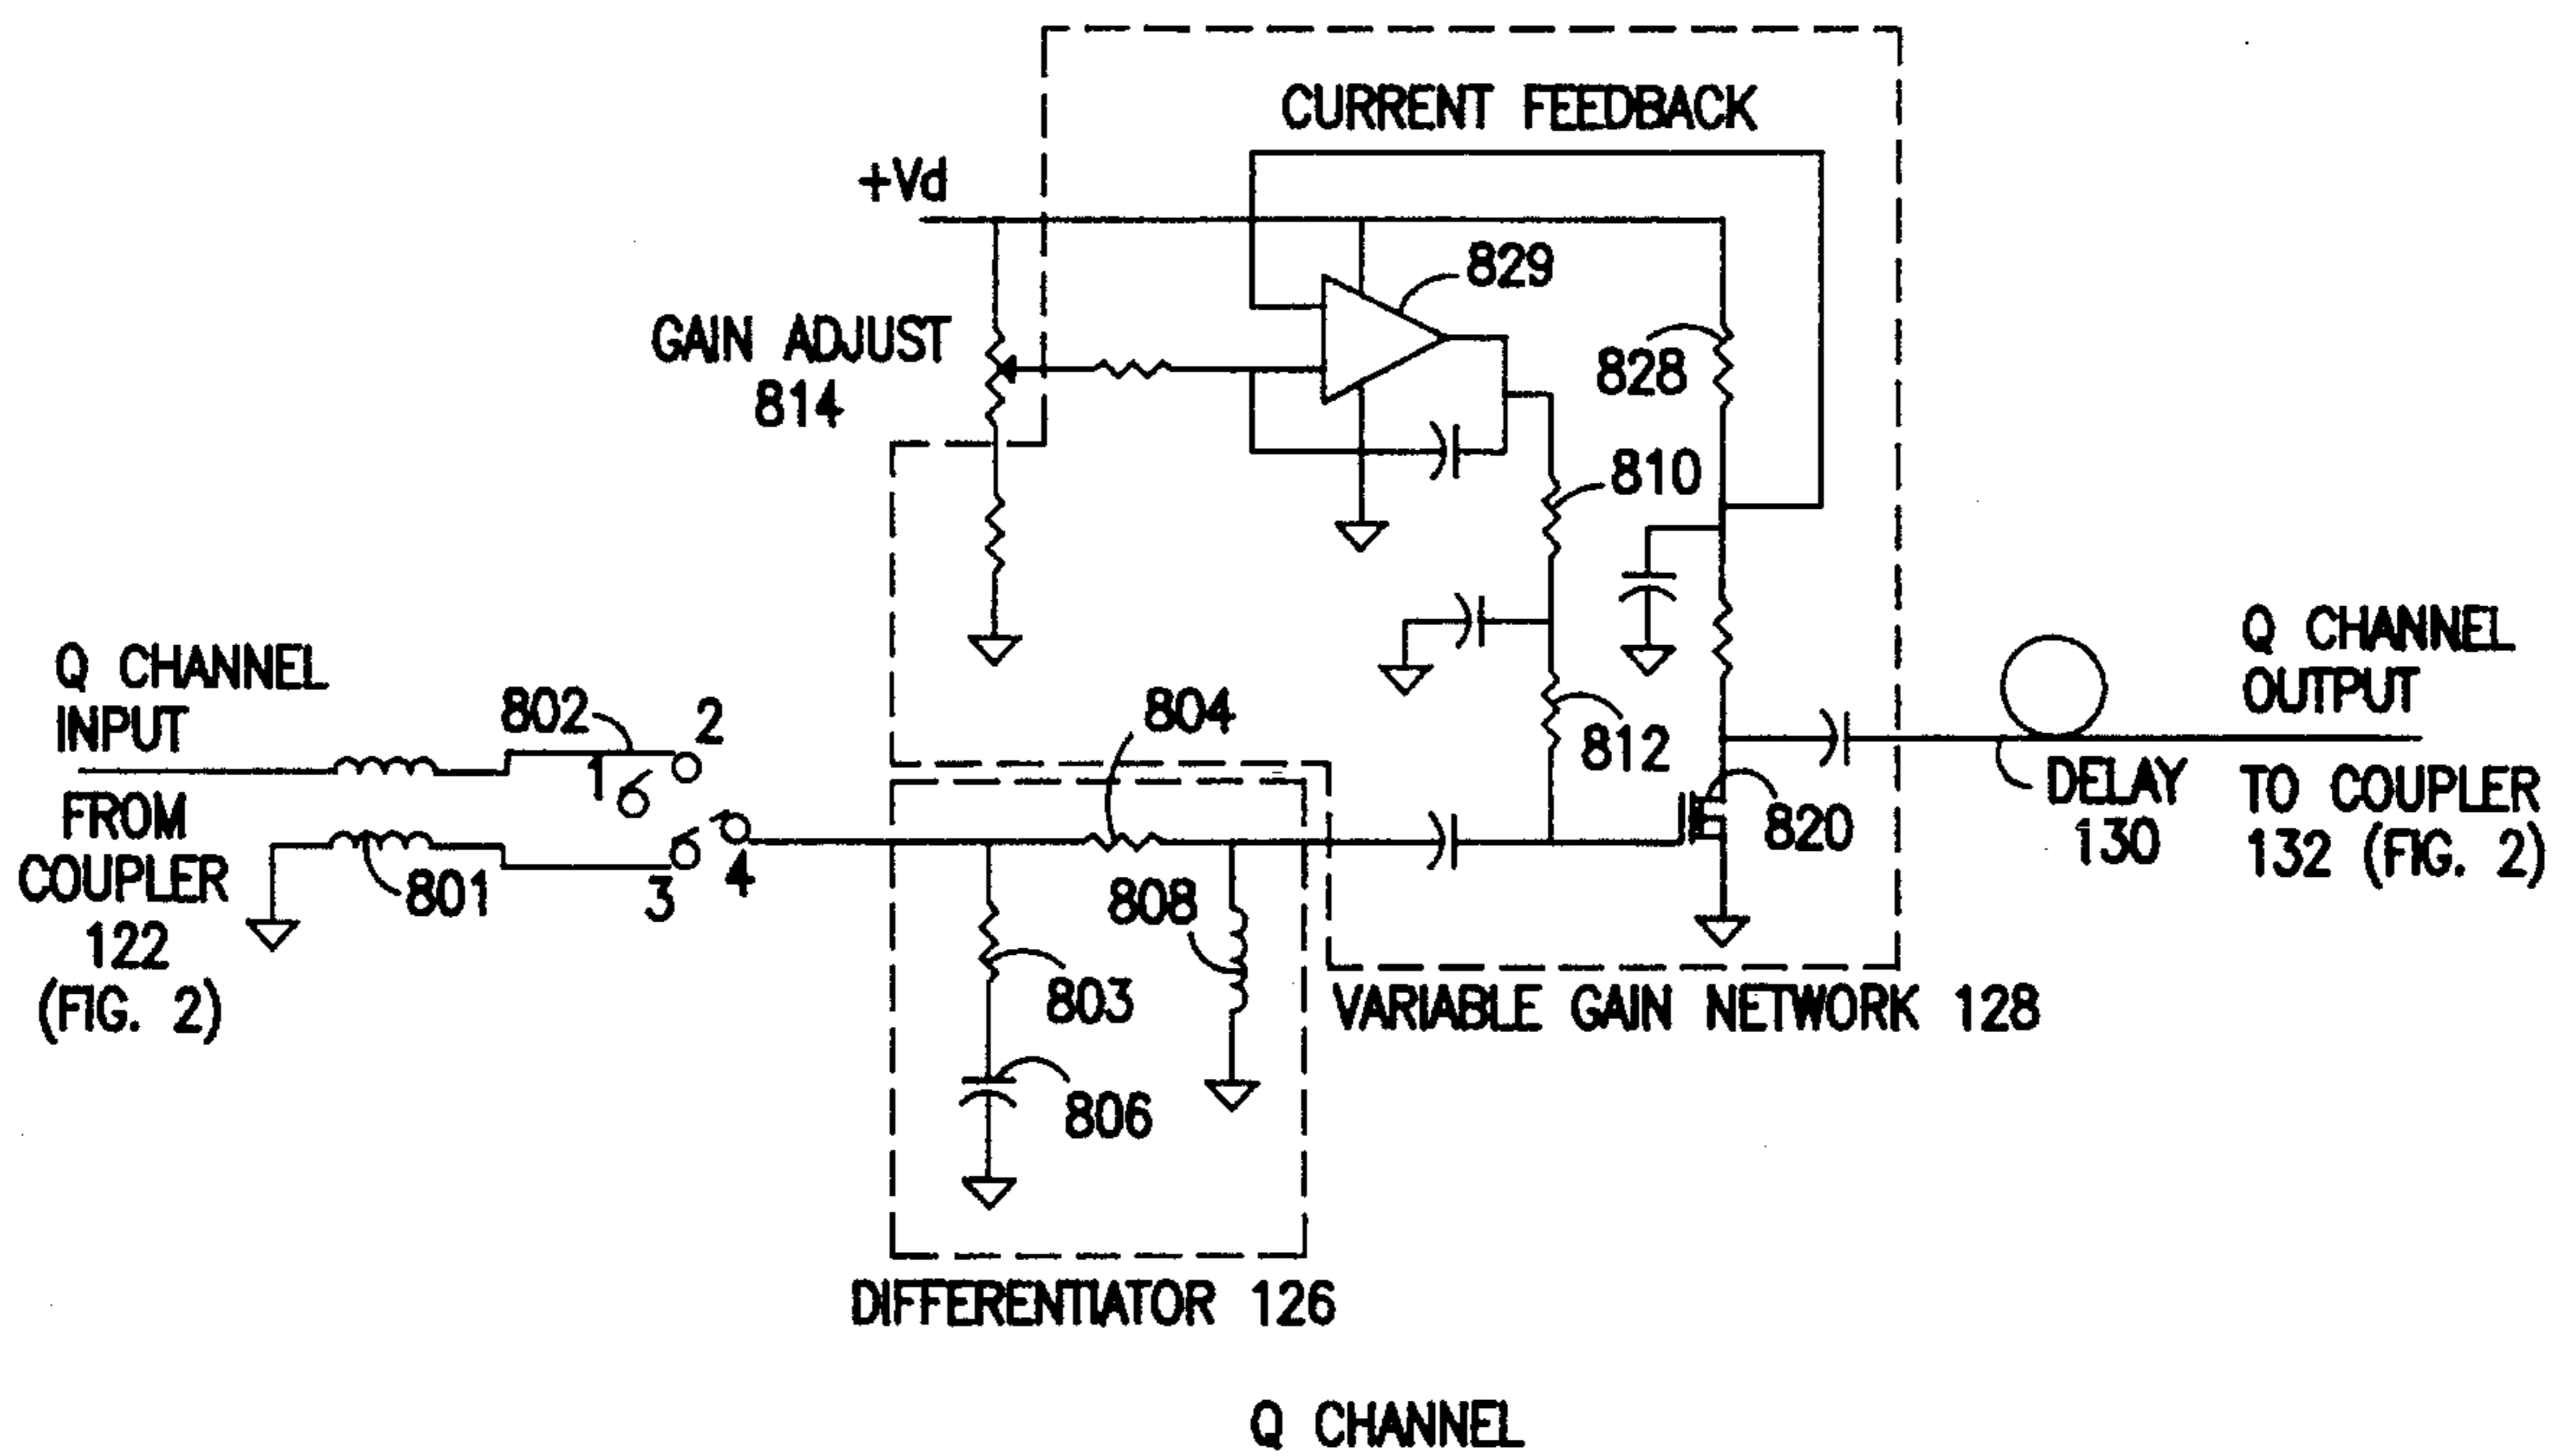 CURRENT FEEDBACK
+Vd
829
GAIN ADJUST
814
828
810
Q CHANNEL
INPUT
802
2
1
804
812
Q CHANNEL
OUTPUT
FROM
COUPLER
122
(FIG. 2)
801
3
4
808
820
DELAY
130
TO COUPLER
132 (FIG. 2)
803
806
VARIABLE GAIN NETWORK 128
DIFFERENTIATOR 126
Q CHANNEL